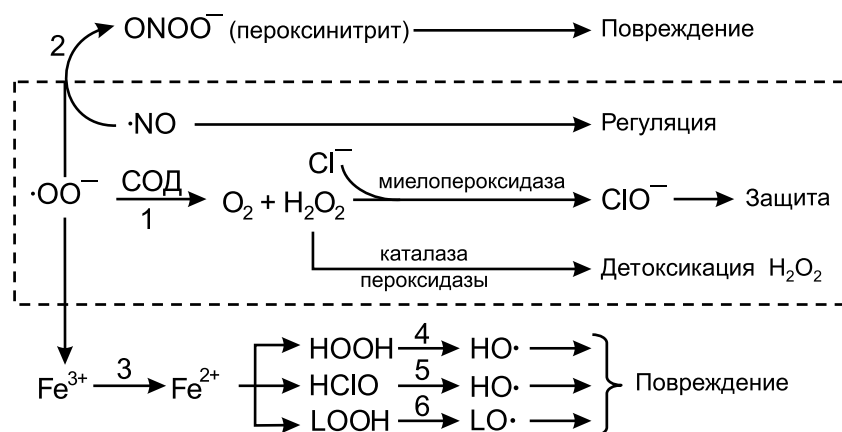 2 ONOO⁻ (пероксинитрит) Повреждение
·NO Регуляция
Cl⁻
·OO⁻ СОД 1 O₂ + H₂O₂ миелопероксидаза ClO⁻ Защита
каталаза
пероксидазы
Детоксикация H₂O₂
Fe³⁺ 3 Fe²⁺
HOOH 4 HO·
HClO 5 HO·
LOOH 6 LO·
Повреждение